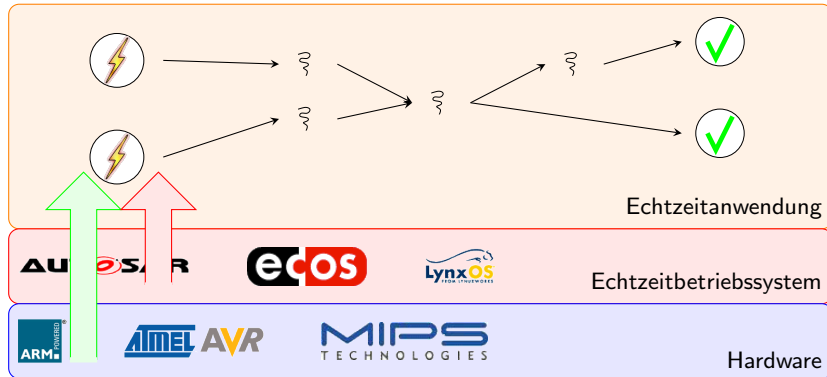 Echtzeitanwendung
AUTOSAR
ecos
LynxOS
FROM LYNUXWORKS
Echtzeitbetriebssystem
ARM POWERED ®
ATMEL AVR
MIPS
TECHNOLOGIES
Hardware